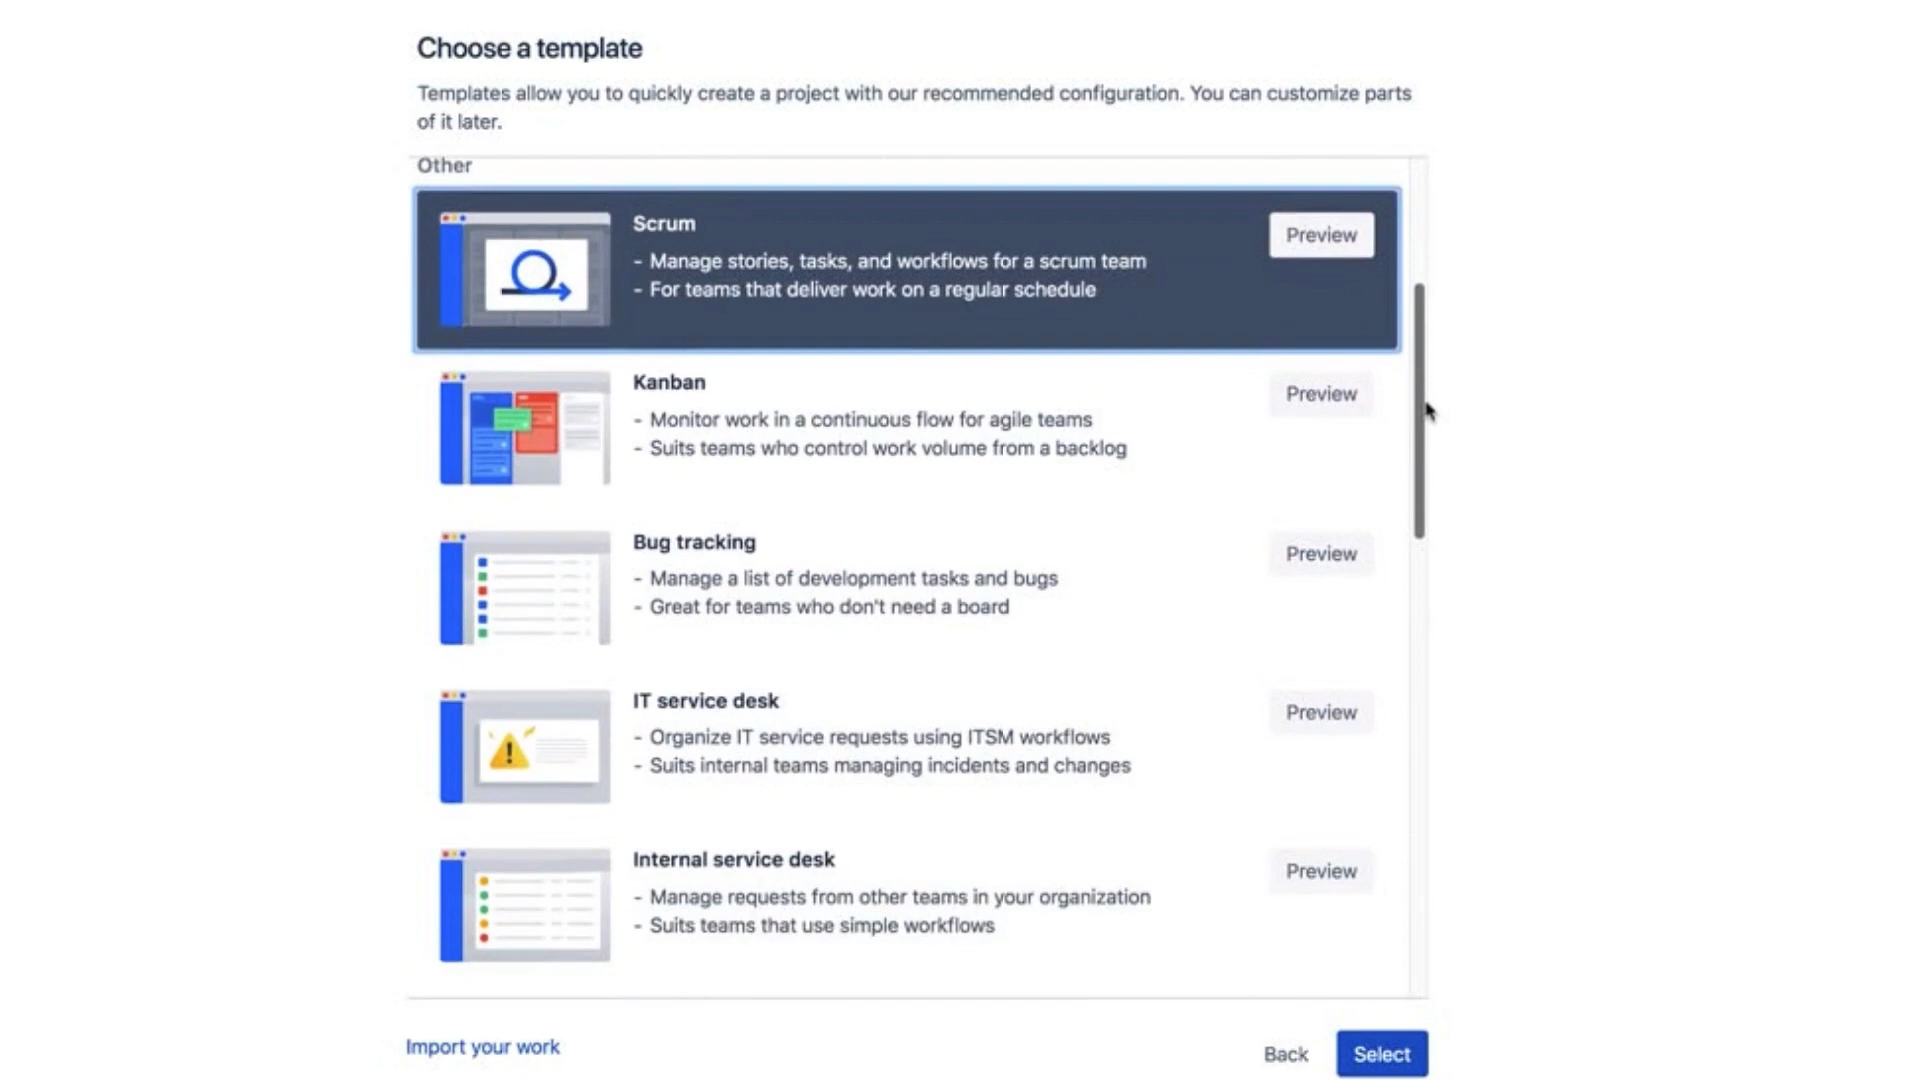 Choose a template
Templates allow you to quickly create a project with our recommended configuration. You can customize parts
of it later.
Other
Scrum
Preview
- Manage stories, tasks, and workflows for a scrum team
- For teams that deliver work on a regular schedule
Kanban
Preview
- Monitor work in a continuous flow for agile teams
- Suits teams who control work volume from a backlog
Bug tracking
Preview
- Manage a list of development tasks and bugs
- Great for teams who don't need a board
IT service desk
Preview
- Organize IT service requests using ITSM workflows
- Suits internal teams managing incidents and changes
Internal service desk
Preview
- Manage requests from other teams in your organization
- Suits teams that use simple workflows
Import your work
Back
Select